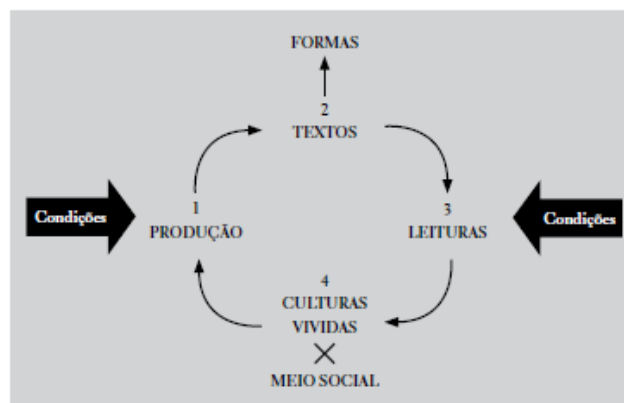 FORMAS
2
TEXTOS
Condições
1
PRODUÇÃO
3
LEITURAS
Condições
4
CULTURAS
VIVIDAS
MEIO SOCIAL